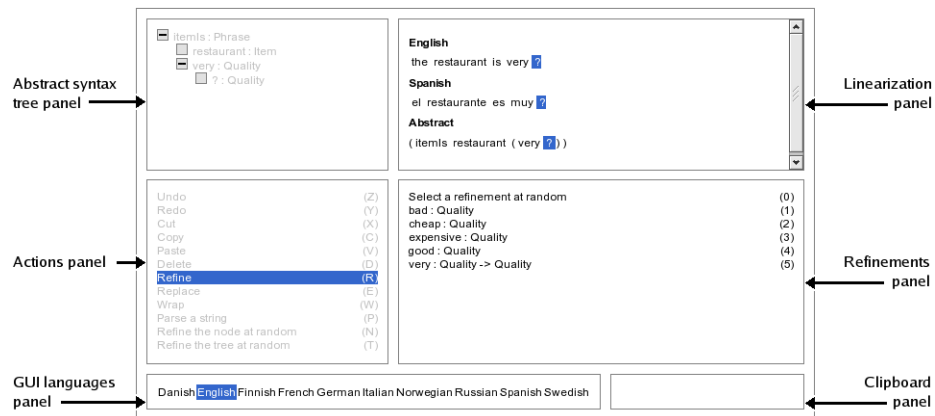 itemIs : Phrase
restaurant : Item
very : Quality
? : Quality
English
the restaurant is very ?
Spanish
el restaurante es muy ?
Abstract
( itemIs restaurant ( very ? ) )
Abstract syntax
tree panel
Linearization
panel
Undo (Z)
Redo (Y)
Cut (X)
Copy (C)
Paste (V)
Delete (D)
Refine (R)
Replace (E)
Wrap (W)
Parse a string (P)
Refine the node at random (N)
Refine the tree at random (T)
Select a refinement at random (0)
bad : Quality (1)
cheap : Quality (2)
expensive : Quality (3)
good : Quality (4)
very : Quality -> Quality (5)
Actions panel
Refinements
panel
GUI languages
panel
Danish English Finnish French German Italian Norwegian Russian Spanish Swedish
Clipboard
panel